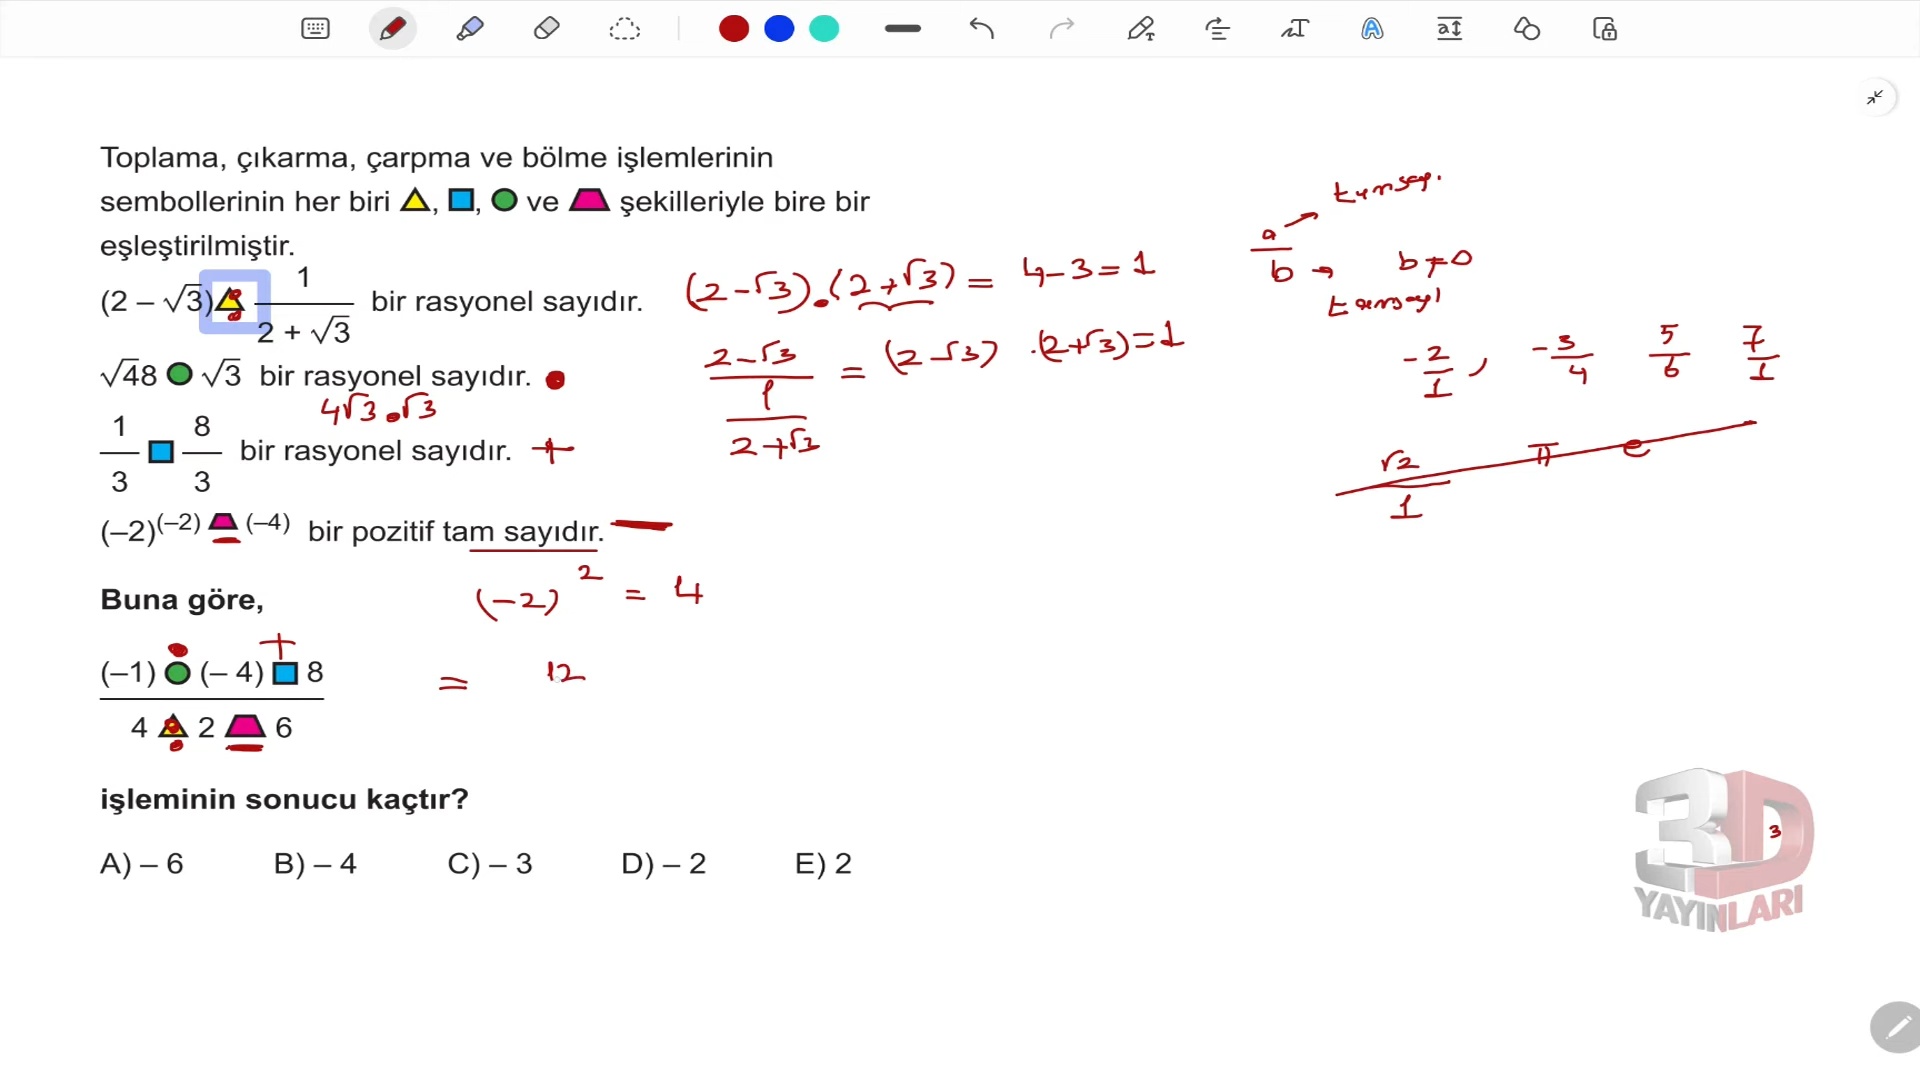 Toplama, çıkarma, çarpma ve bölme işlemlerinin
sembollerinin her biri ▲, ■, ● ve şekilleriyle bire bir
eşleştirilmiştir.
(2 – √3) ▲ 1/(2 + √3) bir rasyonel sayıdır.
√48 ● √3 bir rasyonel sayıdır. •
4√3 . √3
1/3 ■ 8/3 bir rasyonel sayıdır. +
(–2)^(–2) (–4) bir pozitif tam sayıdır. —
(-2)^2 = 4
Buna göre,
(–1) ● (– 4) ■ 8
4 ▲ 2 6
= 12
işleminin sonucu kaçtır?
A) – 6 B) – 4 C) – 3 D) – 2 E) 2
(2-√3).(2+√3) = 4-3=1
(2-√3)/(1/(2+√3)) = (2-√3) .(2+√3)=1
a → tamsay.
b → b≠0
tamsayı
-2/1 , -3/4 5/6 7/1
√2/1 π e
3D
3
YAYINLARI